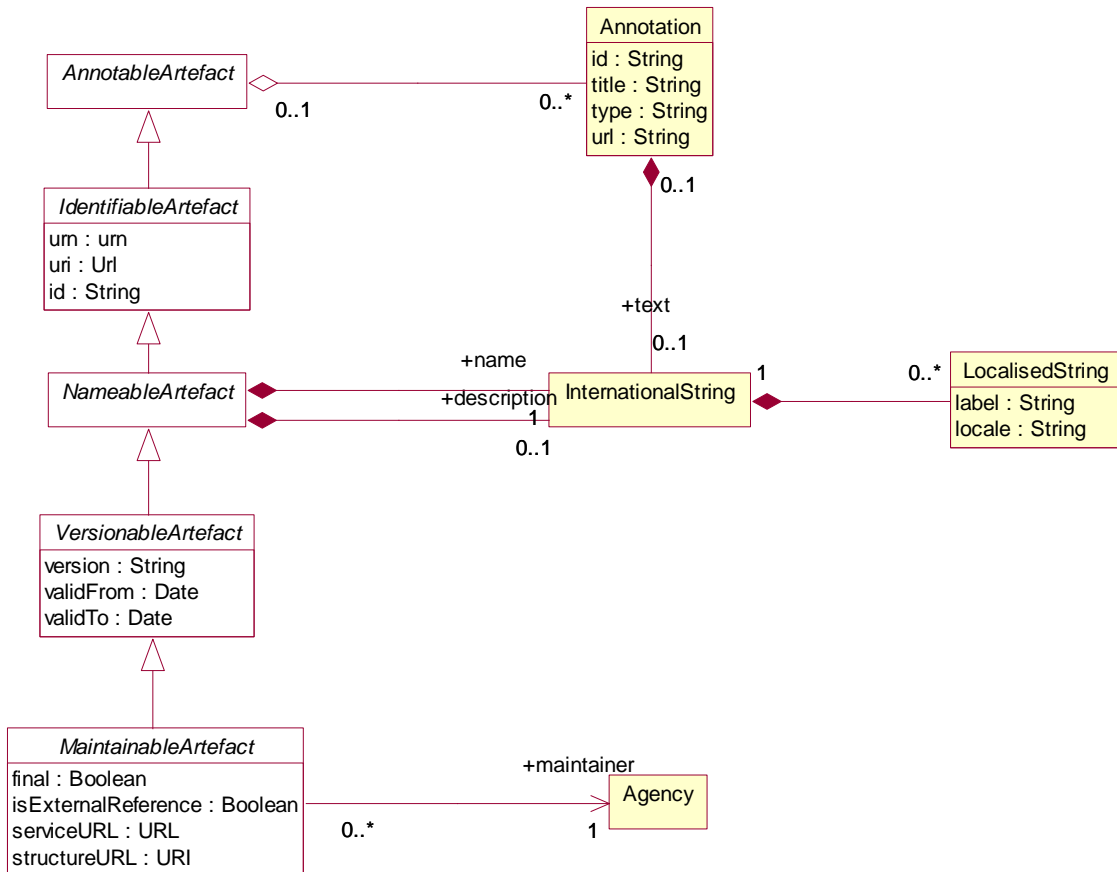 Annotation
id : String
title : String
type : String
url : String
AnnotableArtefact
0..1
0..*
0..1
IdentifiableArtefact
urn : urn
uri : Url
id : String
+text
0..1
+name
NameableArtefact
+description
1
0..1
InternationalString
1
0..*
LocalisedString
label : String
locale : String
VersionableArtefact
version : String
validFrom : Date
validTo : Date
MaintainableArtefact
final : Boolean
isExternalReference : Boolean
serviceURL : URL
structureURL : URI
0..*
+maintainer
1
Agency